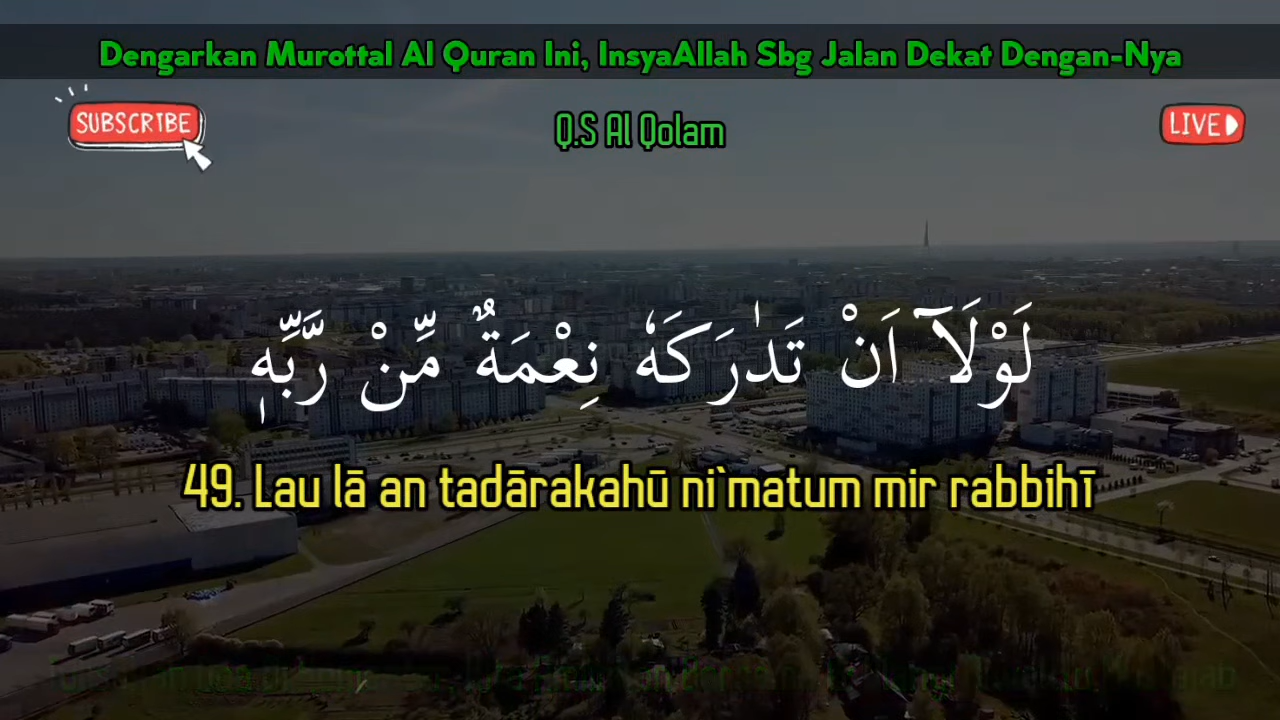 Dengarkan Murottal Al Quran Ini, InsyaAllah Sbg Jalan Dekat Dengan-Nya
SUBSCRIBE
Q.S Al Qolam
LIVE
لَوْلَآ اَنْ تَدٰرَكَهٗ نِعْمَةٌ مِّنْ رَّبِّهٖ
49. Lau lā an tadārakahū ni`matum mir rabbihī